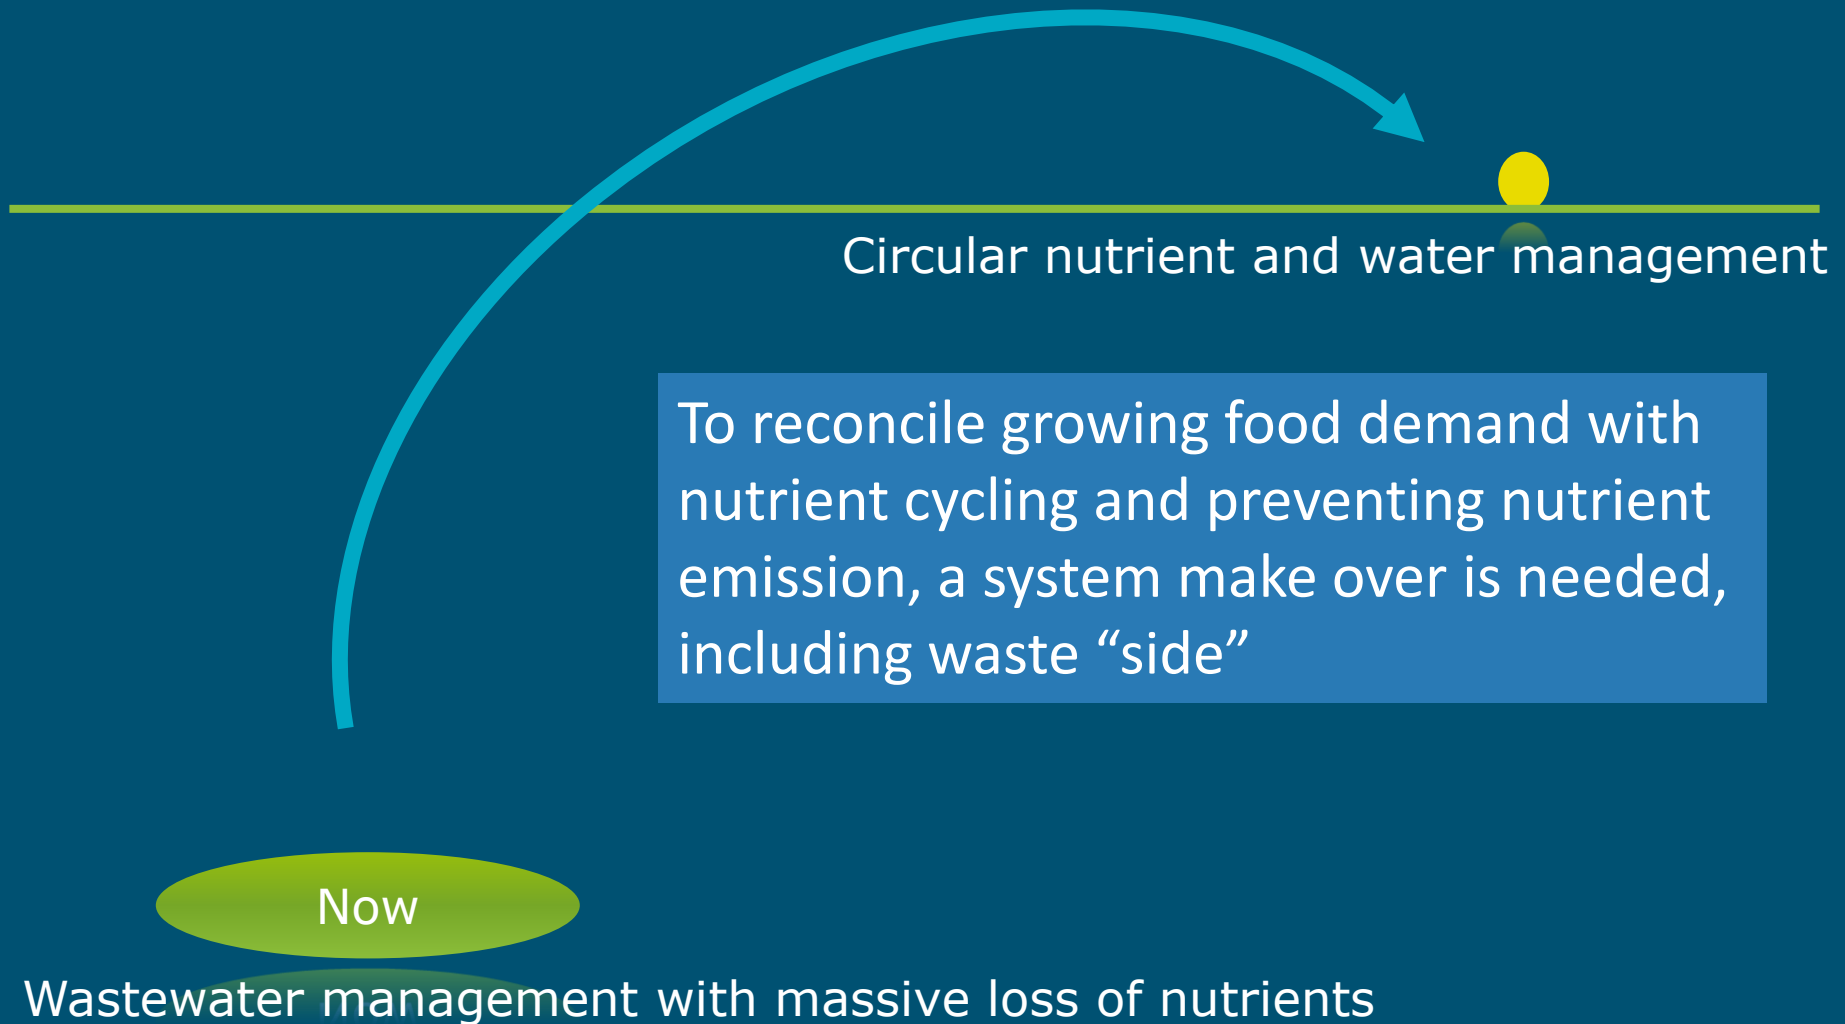 Circular nutrient and water management
To reconcile growing food demand with
nutrient cycling and preventing nutrient
emission, a system make over is needed,
including waste “side”
Now
Wastewater management with massive loss of nutrients